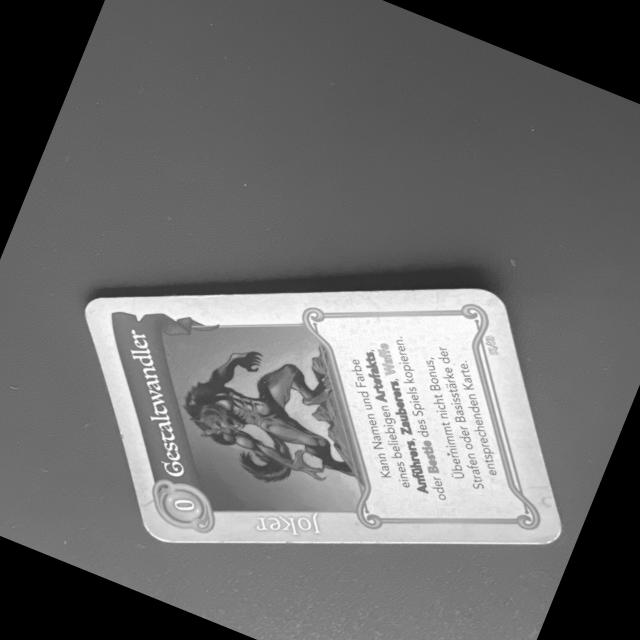 0 Gestaltwandler
Joker
Kann Namen und Farbe
eines beliebigen Artefakts,
Anführers, Zauberers, Waffe
oder Bestie des Spiels kopieren.
Übernimmt nicht Bonus,
Strafen oder Basisstärke der
entsprechenden Karte.